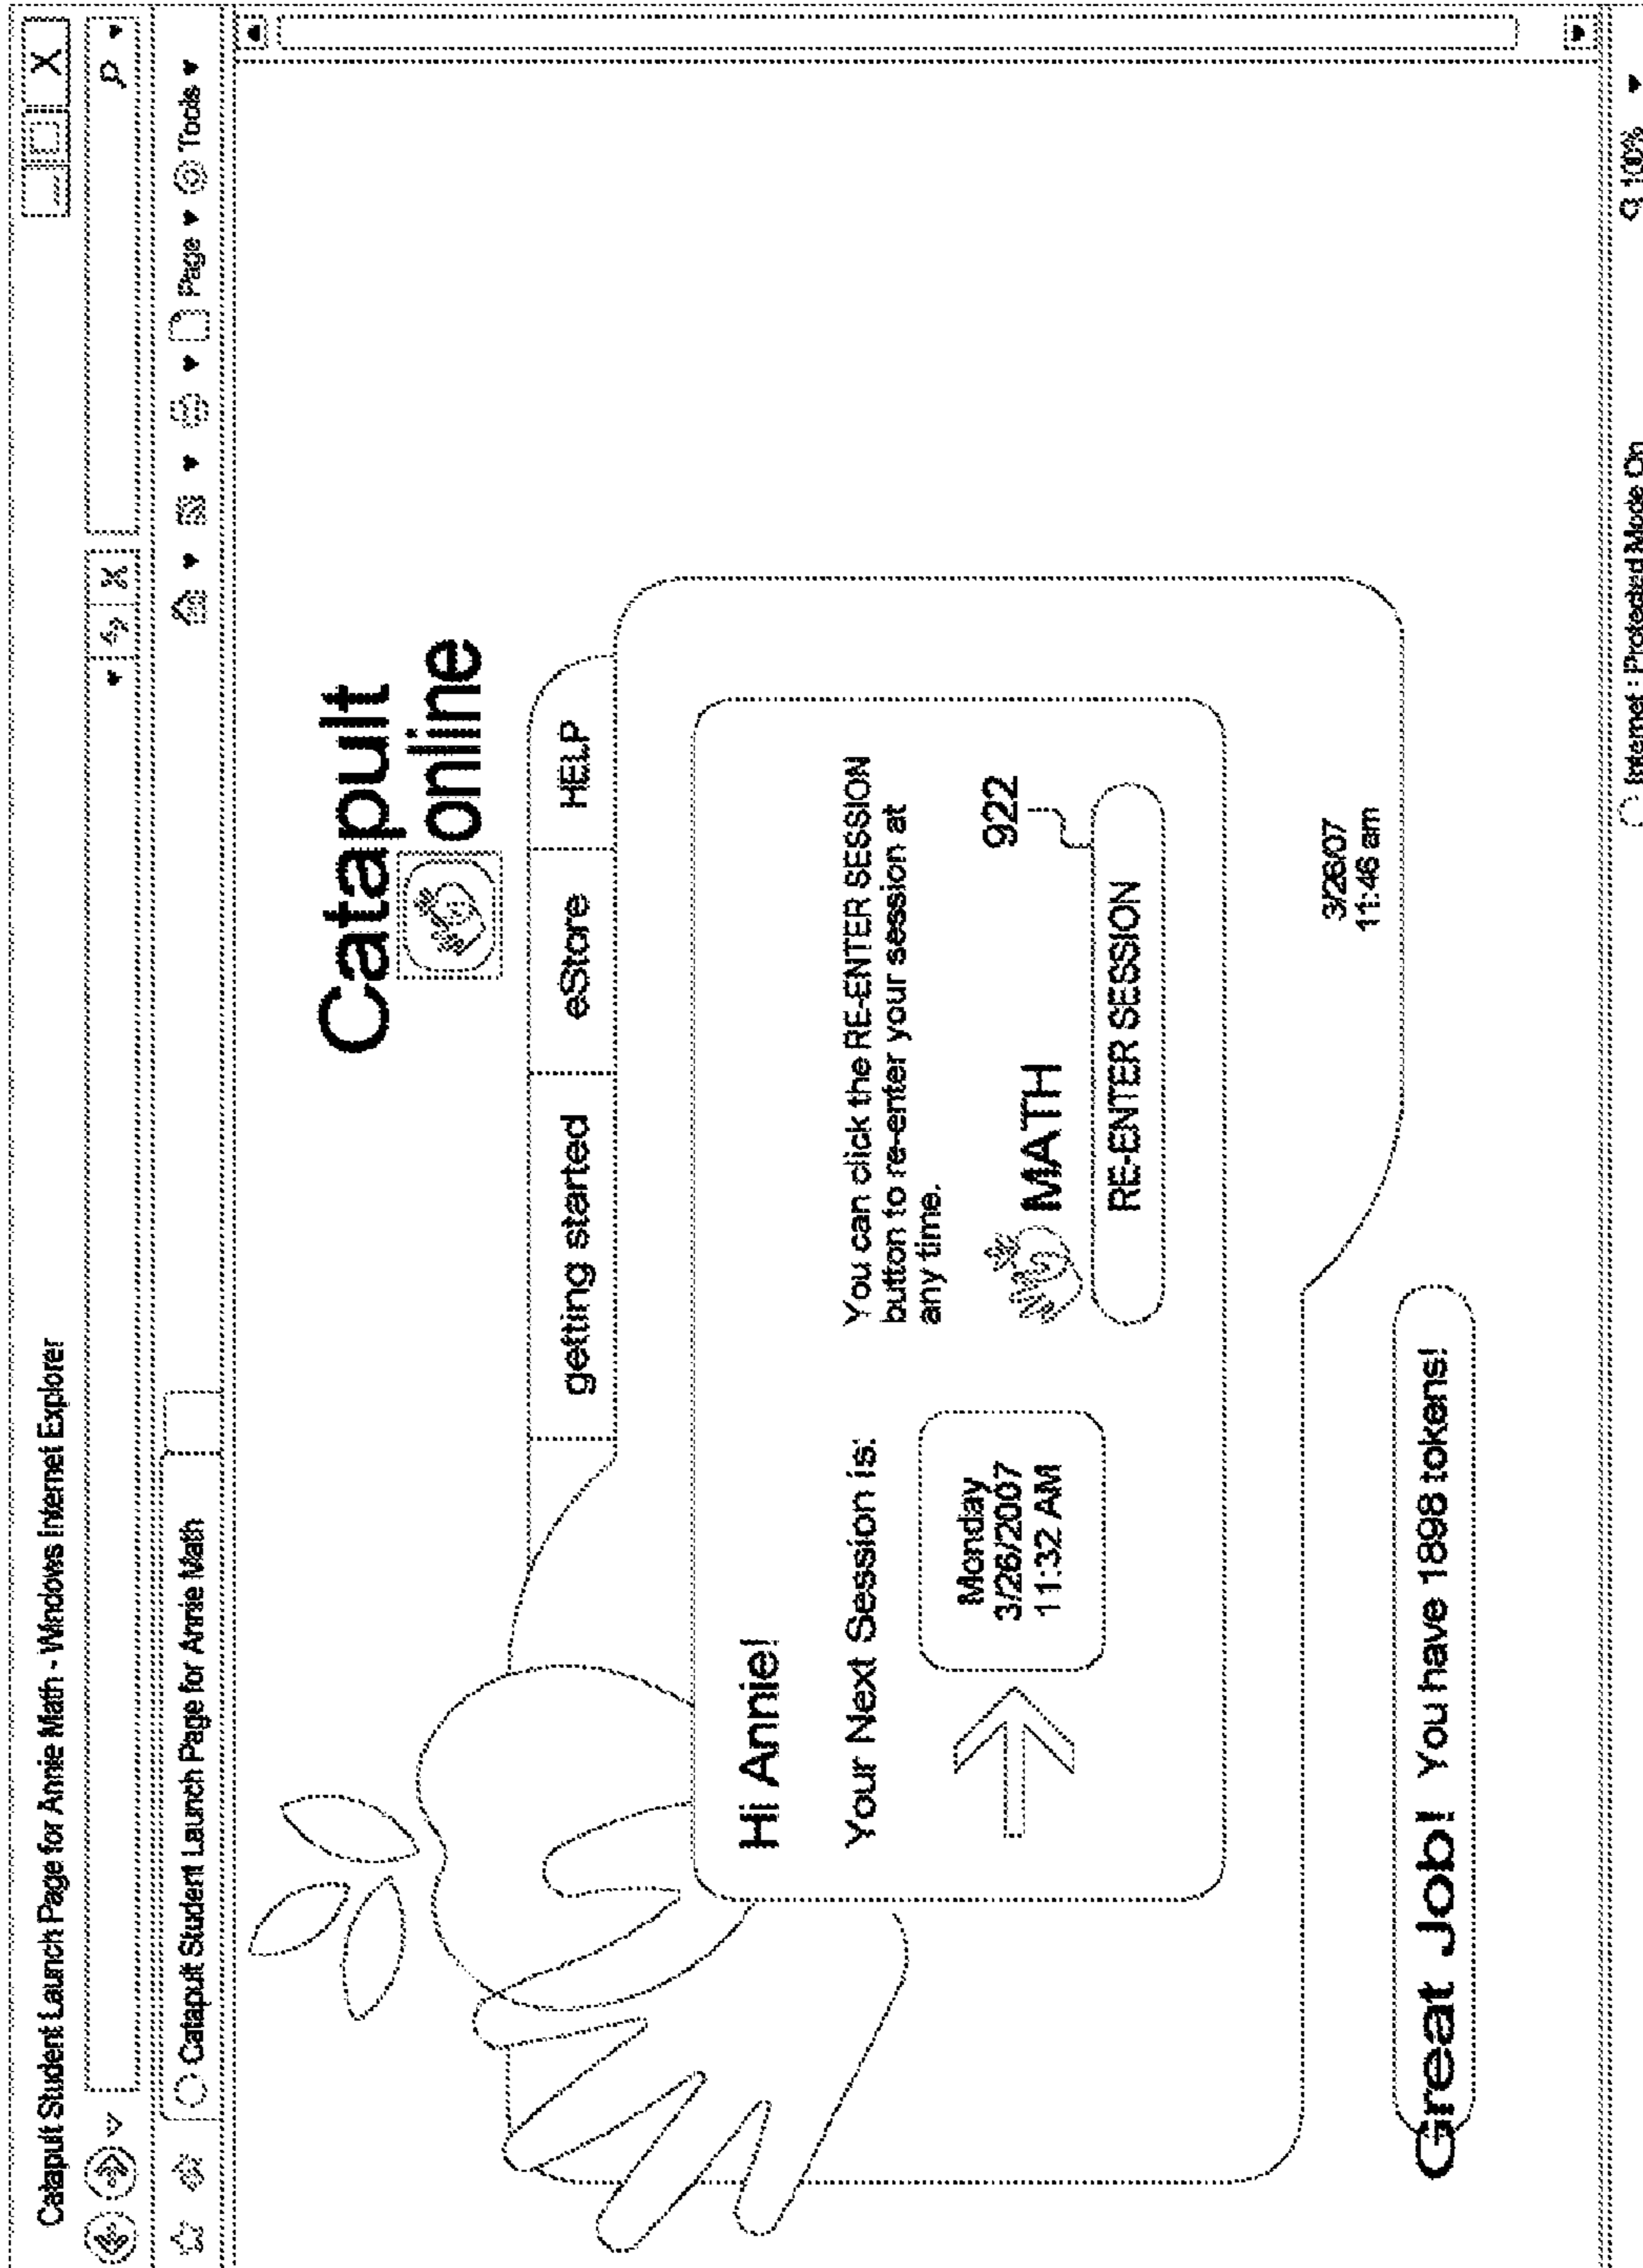 Catapult Student Launch Page for Annie Math - Windows Internet Explorer
X
X
Catapult Student Launch Page for Annie Math
Page
Tools
Catapult
online
getting started
eStore
HELP
Hi Annie!
Your Next Session is:
Monday
3/26/2007
11:32 AM
You can click the RE-ENTER SESSION
button to re-enter your session at
any time.
MATH
922
RE-ENTER SESSION
3/26/07
11:46 am
Great Job! You have 1898 tokens!
Internet : Protected Mode On
100%